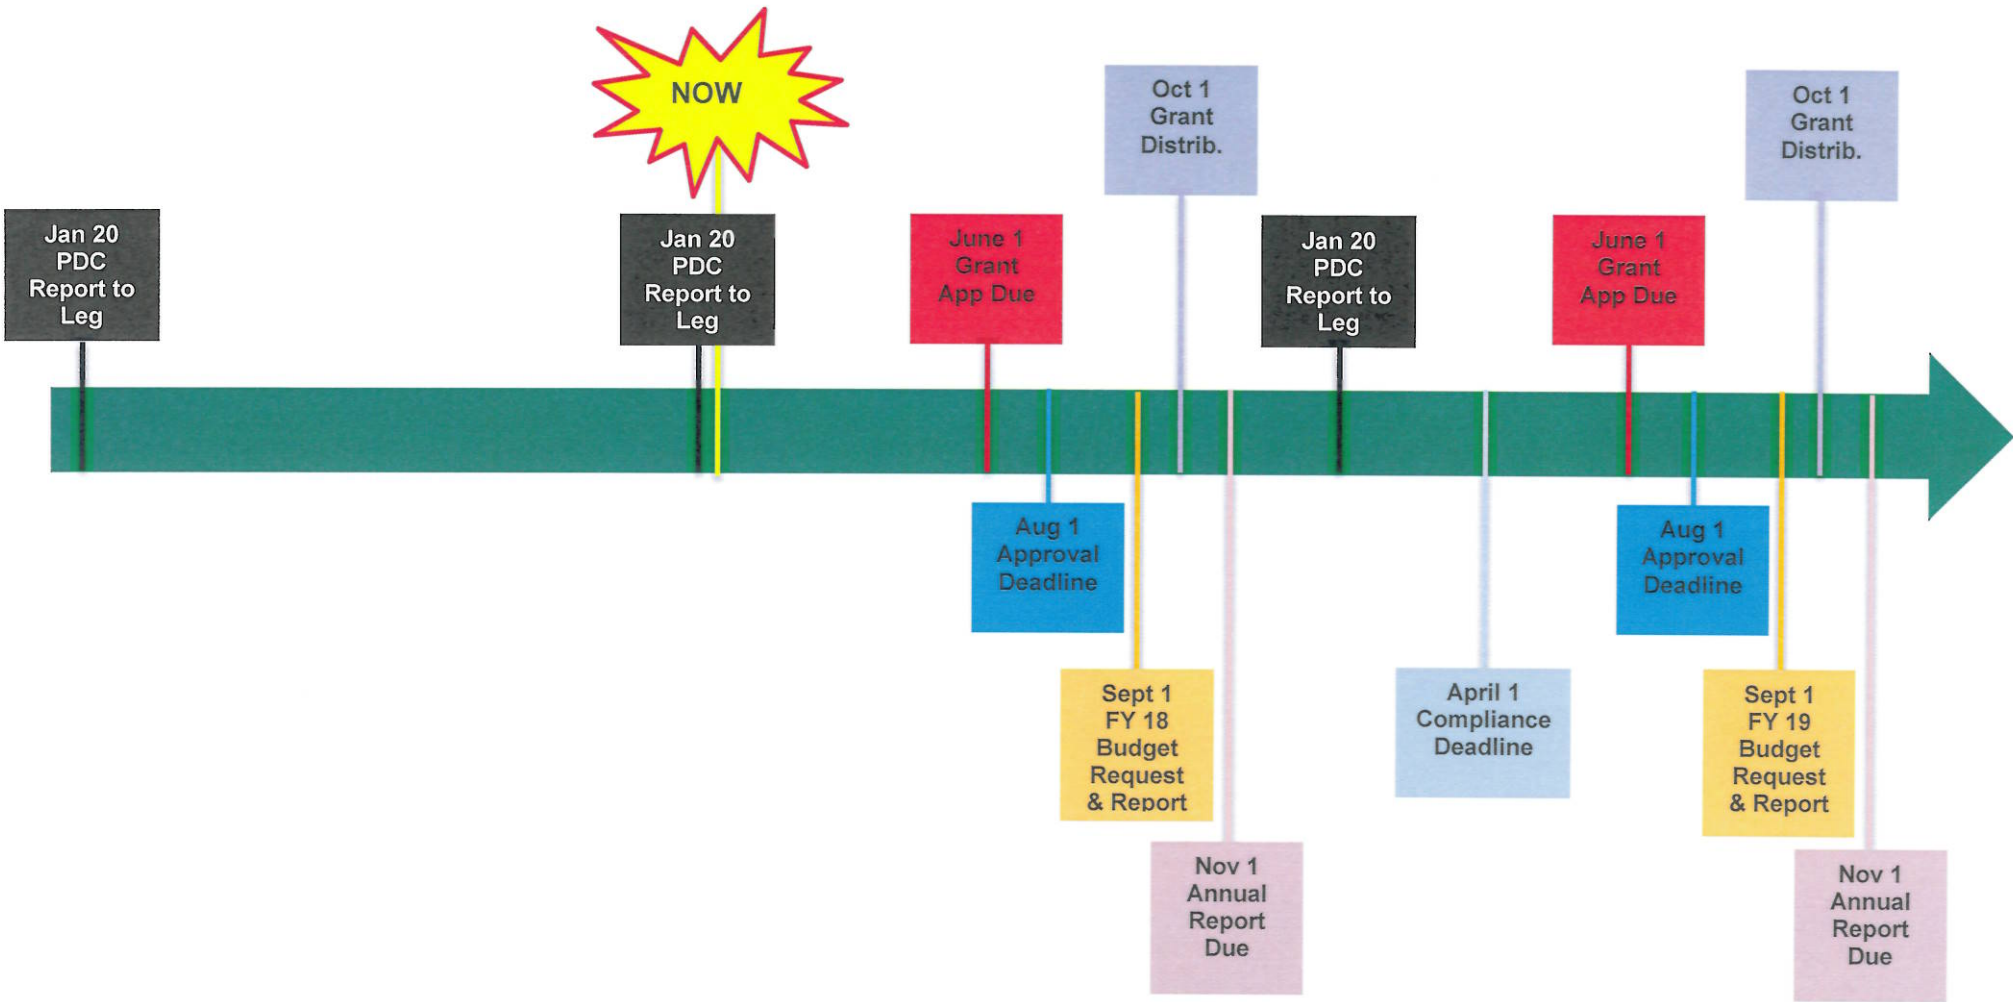 NOW
Oct 1
Grant
Distrib.
Oct 1
Grant
Distrib.
Jan 20
PDC
Report to
Leg
Jan 20
PDC
Report to
Leg
June 1
Grant
App Due
Jan 20
PDC
Report to
Leg
June 1
Grant
App Due
Aug 1
Approval
Deadline
Aug 1
Approval
Deadline
Sept 1
FY 18
Budget
Request
& Report
April 1
Compliance
Deadline
Sept 1
FY 19
Budget
Request
& Report
Nov 1
Annual
Report
Due
Nov 1
Annual
Report
Due